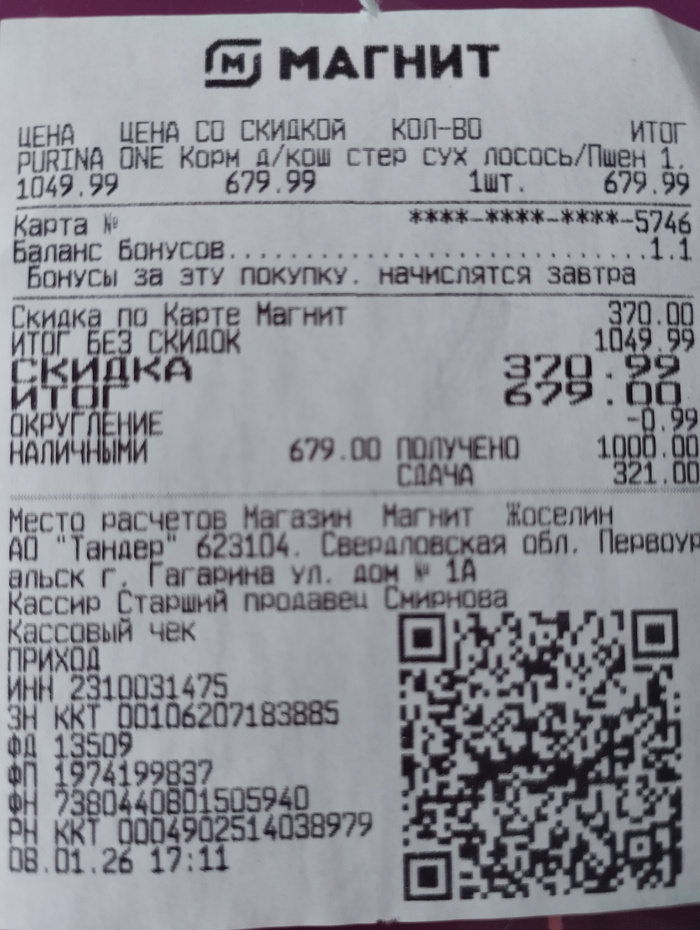 МАГНИТ
ЦЕНА ЦЕНА СО СКИДКОЙ КОЛ-ВО ИТОГ
PURINA ONE Корм д/кош стер сух лосось/Пшен 1.
1049.99 679.99 1шт. 679.99
Карта № ****-****-****-5746
Баланс бонусов..............................1.1
Бонусы за эту покупку. начислятся завтра
Скидка по Карте Магнит 370.00
ИТОГ БЕЗ СКИДОК 1049.99
СКИДКА 370.99
ИТОГ 679.00
ОКРУГЛЕНИЕ -0.99
НАЛИЧНЫМИ 679.00 ПОЛУЧЕНО 1000.00
СДАЧА 321.00
Место расчетов Магазин Магнит Жоселин
АО "Тандер" 623104. Свердловская обл. Первоур
альск г. Гагарина ул. дом № 1А
Кассир Старший продавец Смирнова
Кассовый чек
ПРИХОД
ИНН 2310031475
ЗН ККТ 00106207183885
ФД 13509
ФП 1974199837
ФН 7380440801505940
РН ККТ 0004902514038979
08.01.26 17:11